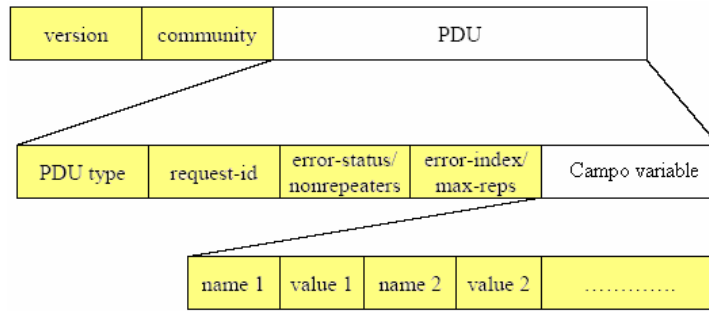 version community PDU
PDU type request-id error-status/ nonrepeaters error-index/ max-reps Campo variable
name 1 value 1 name 2 value 2 .............